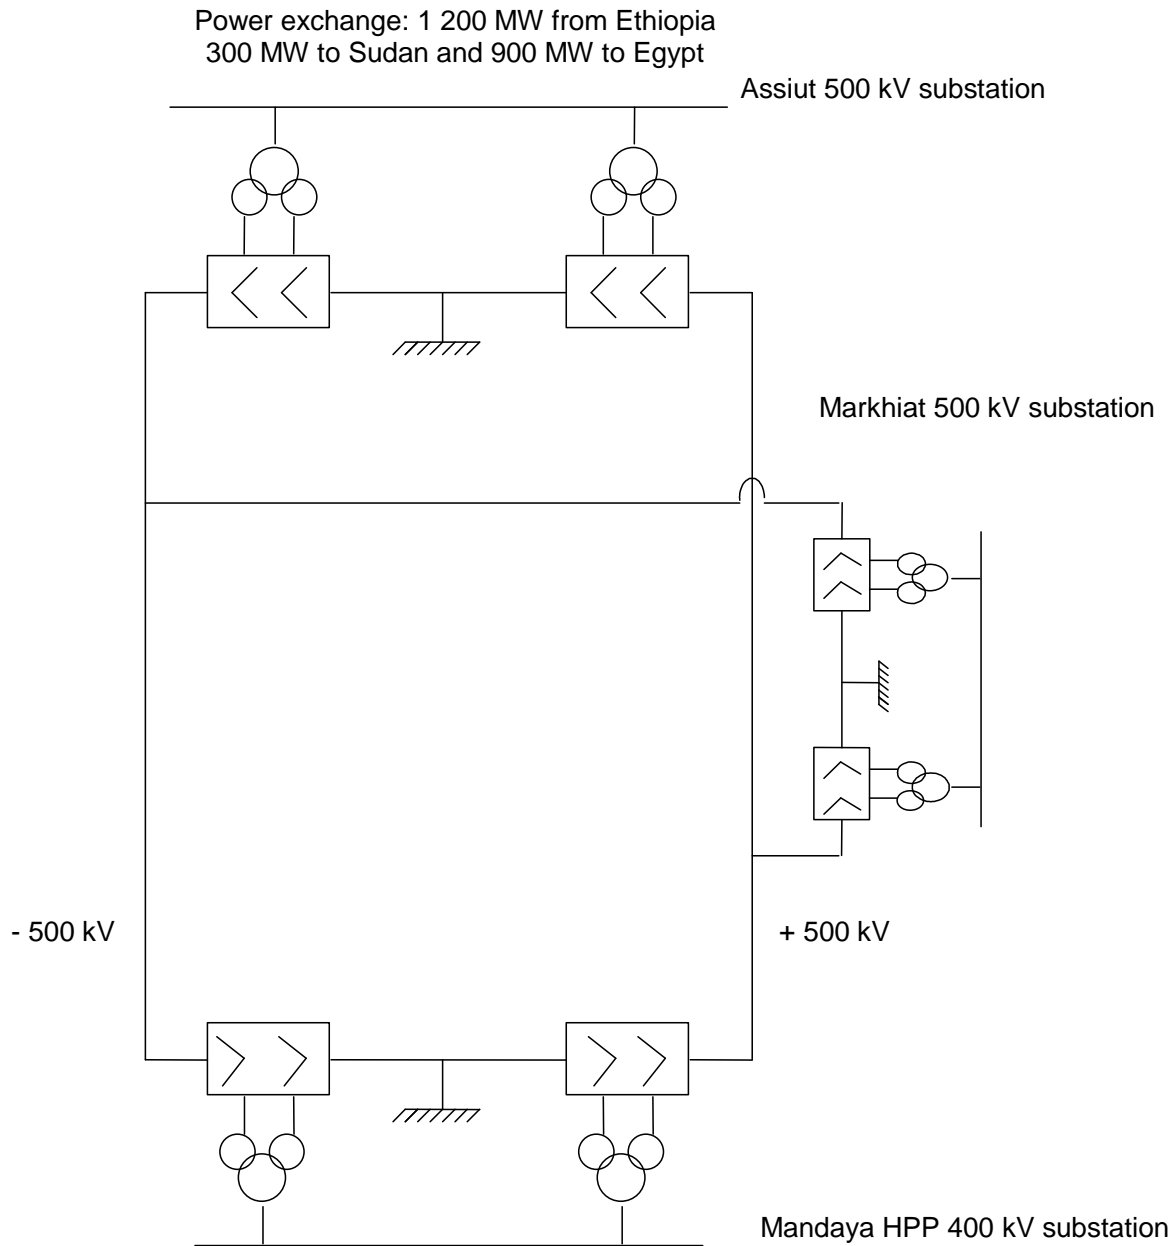 Power exchange: 1 200 MW from Ethiopia
300 MW to Sudan and 900 MW to Egypt
Assiut 500 kV substation
Markhiat 500 kV substation
- 500 kV
+ 500 kV
Mandaya HPP 400 kV substation